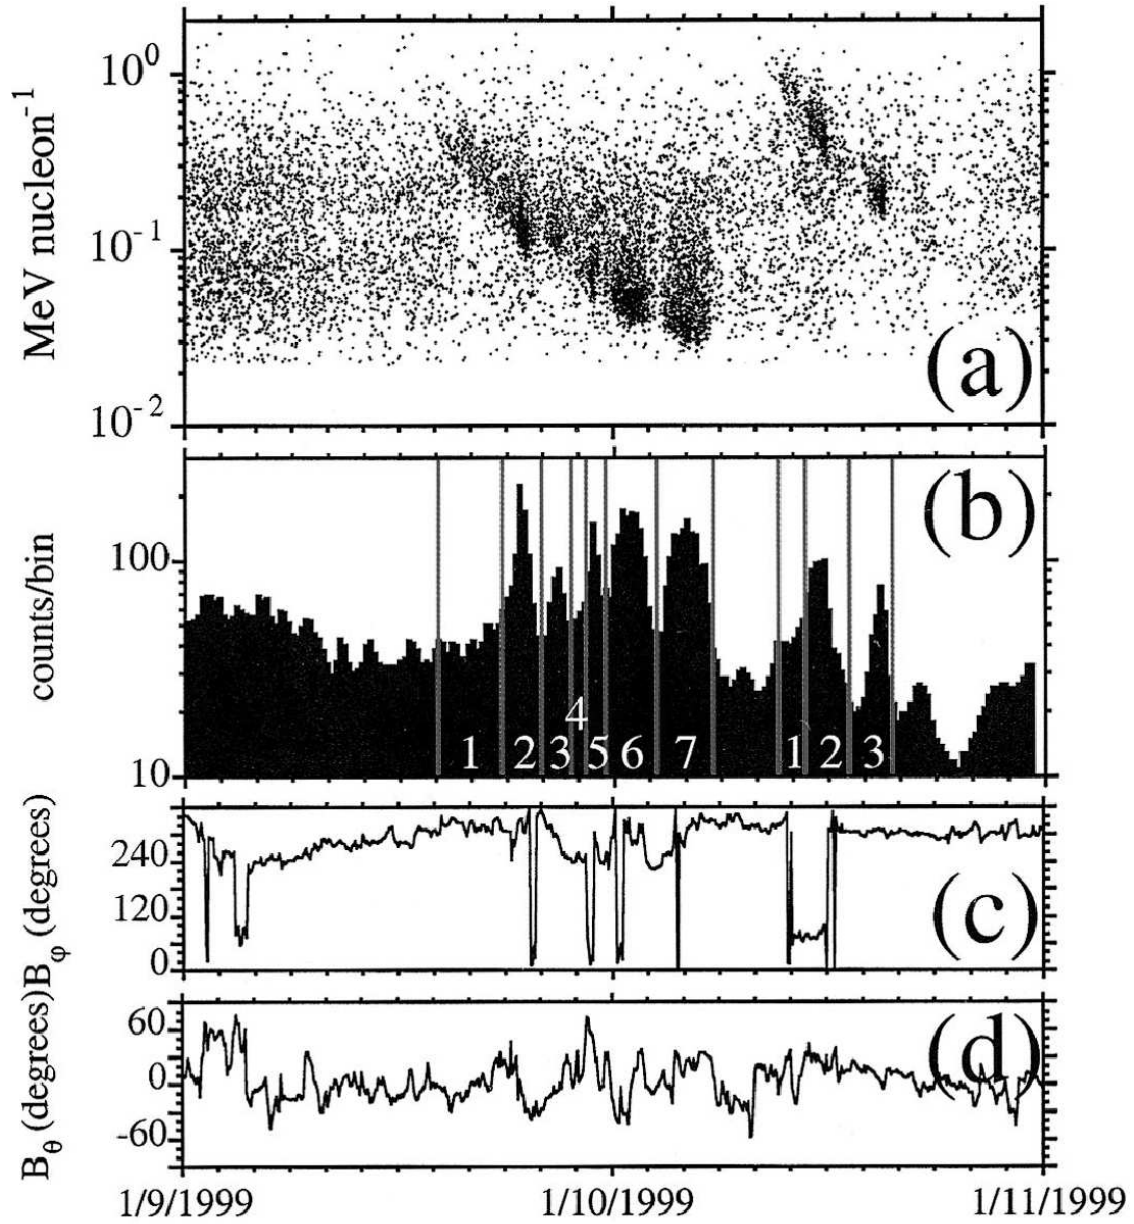 MeV nucleon-1
10^0
10^-1
10^-2
(a)
counts/bin
100
10
1 2 3 4 5 6 7 1 2 3
(b)
Bφ (degrees)
240
120
0
(c)
Bθ (degrees)
60
0
-60
(d)
1/9/1999 1/10/1999 1/11/1999